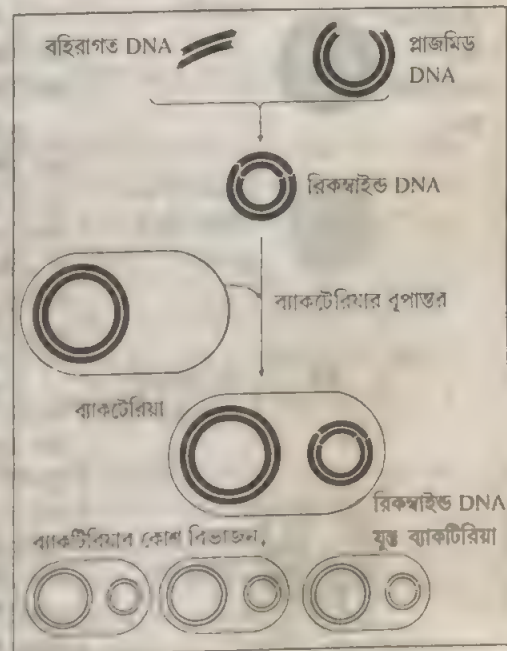 বহিরাগত DNA
প্লাজমিড
DNA
রিকম্বাইন্ড DNA
ব্যাকটেরিয়ার রূপান্তর
ব্যাকটেরিয়া
রিকম্বাইন্ড DNA
যুক্ত ব্যাকটিরিয়া
ব্যাকটিরিয়ার কোশ বিভাজন,